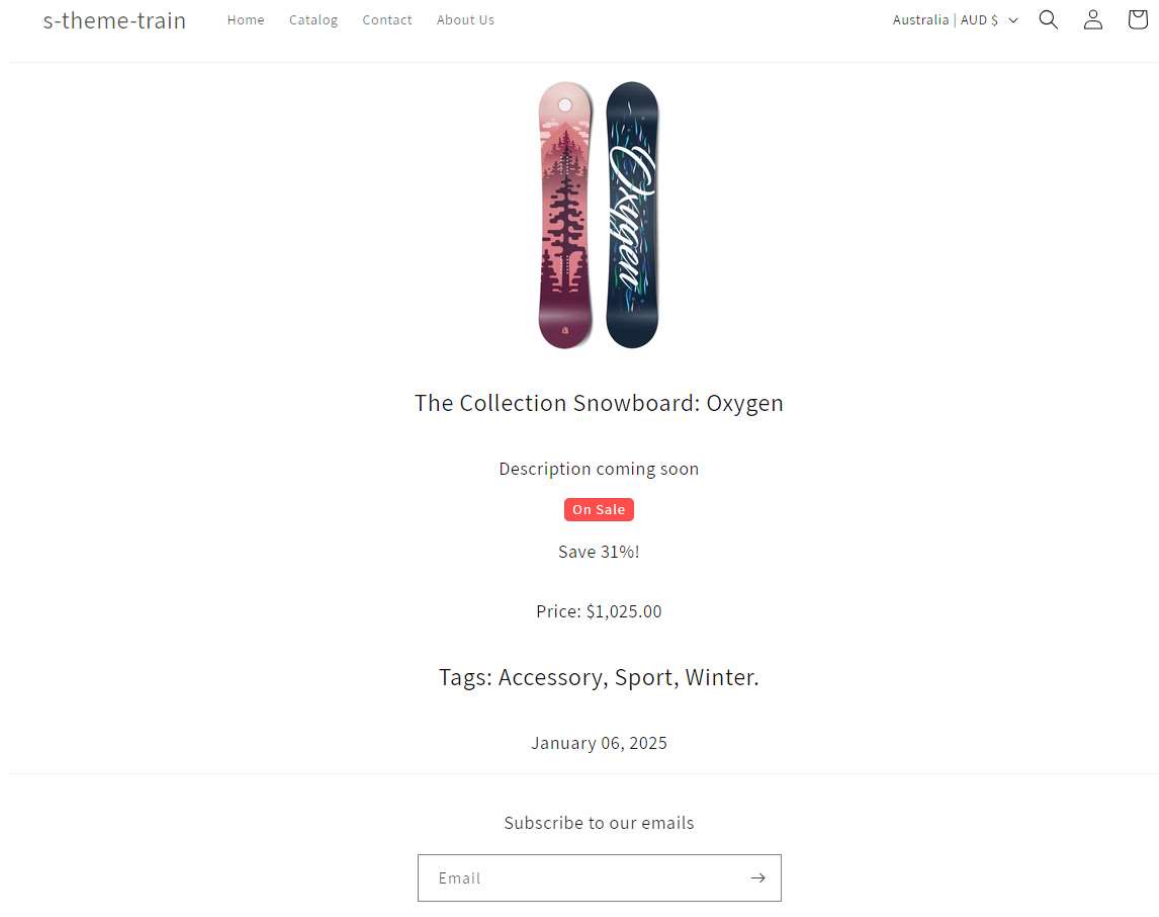 s-theme-train Home Catalog Contact About Us Australia | AUD $
Oxygen
The Collection Snowboard: Oxygen
Description coming soon
On Sale
Save 31%!
Price: $1,025.00
Tags: Accessory, Sport, Winter.
January 06, 2025
Subscribe to our emails
Email